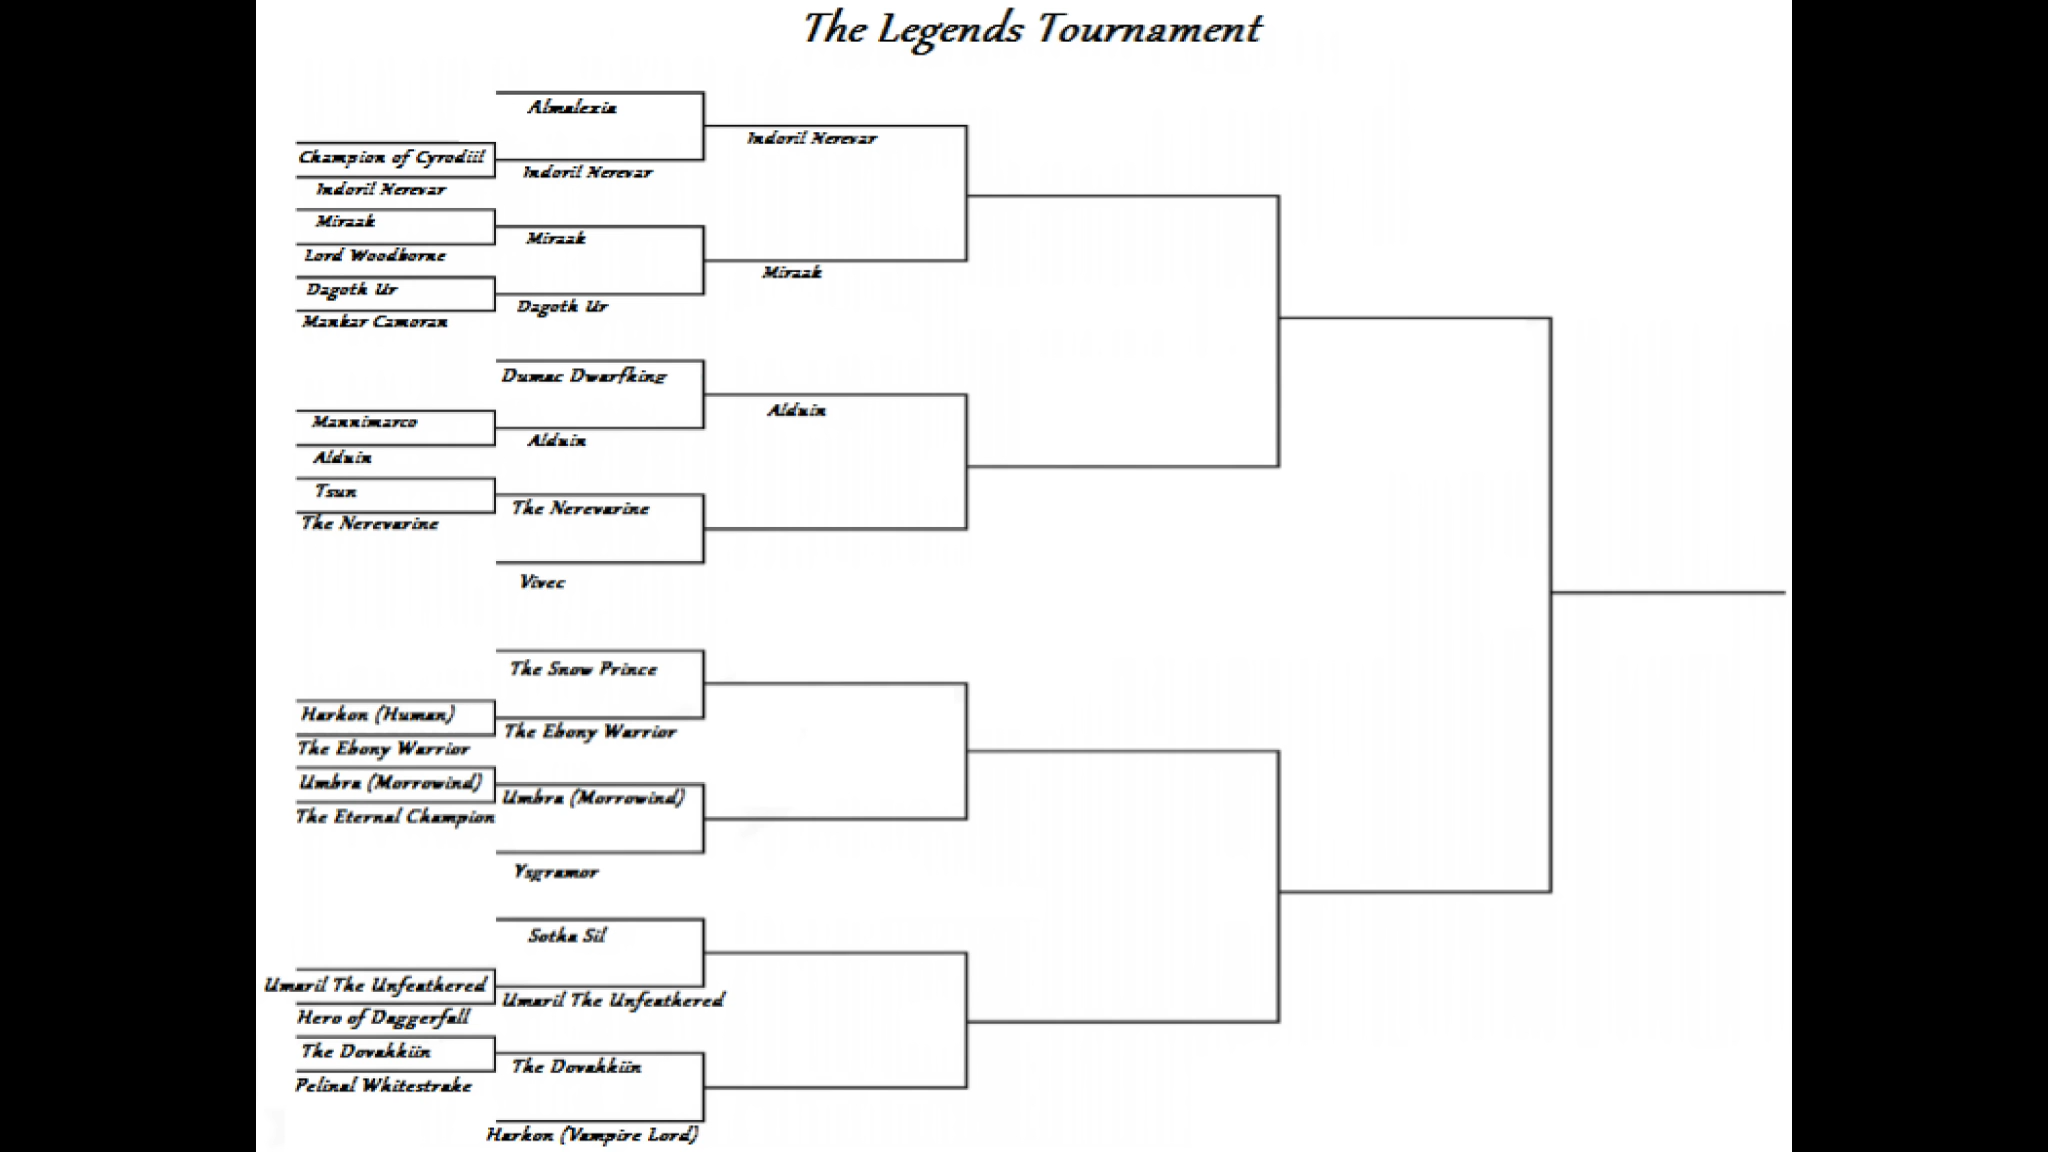 The Legends Tournament
Almalexia
Indoril Nerevar
Champion of Cyrodiil
Indoril Nerevar
Indoril Nerevar
Miraak
Miraak
Lord Woodborne
Miraak
Dagoth Ur
Dagoth Ur
Mankar Camoran
Dumac Dwarfking
Alduin
Mannimarco
Alduin
Alduin
Tsun
The Nerevarine
The Nerevarine
Vivec
The Snow Prince
Harkon (Human)
The Ebony Warrior
The Ebony Warrior
Umbra (Morrowind)
Umbra (Morrowind)
The Eternal Champion
Ysgramor
Sotha Sil
Umaril The Unfeathered
Umaril The Unfeathered
Hero of Daggerfall
The Dovahkiin
The Dovahkiin
Pelinal Whitestrake
Harkon (Vampire Lord)